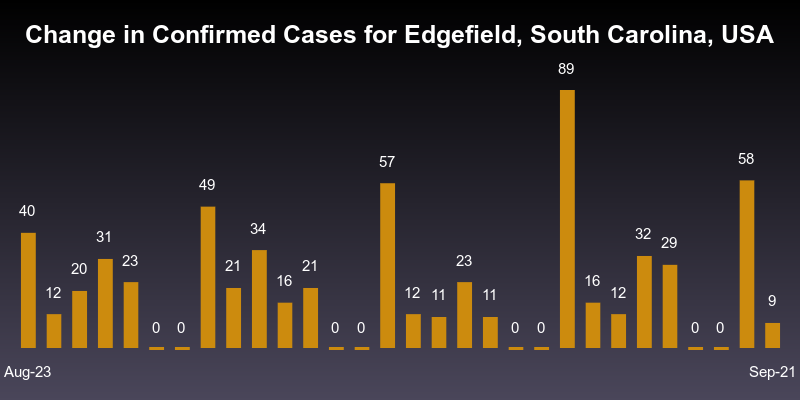 Change in Confirmed Cases for Edgefield, South Carolina, USA
40 12 20 31 23 0 0 49 21 34 16 21 0 0 57 12 11 23 11 0 0 89 16 12 32 29 0 0 58 9
Aug-23 Sep-21